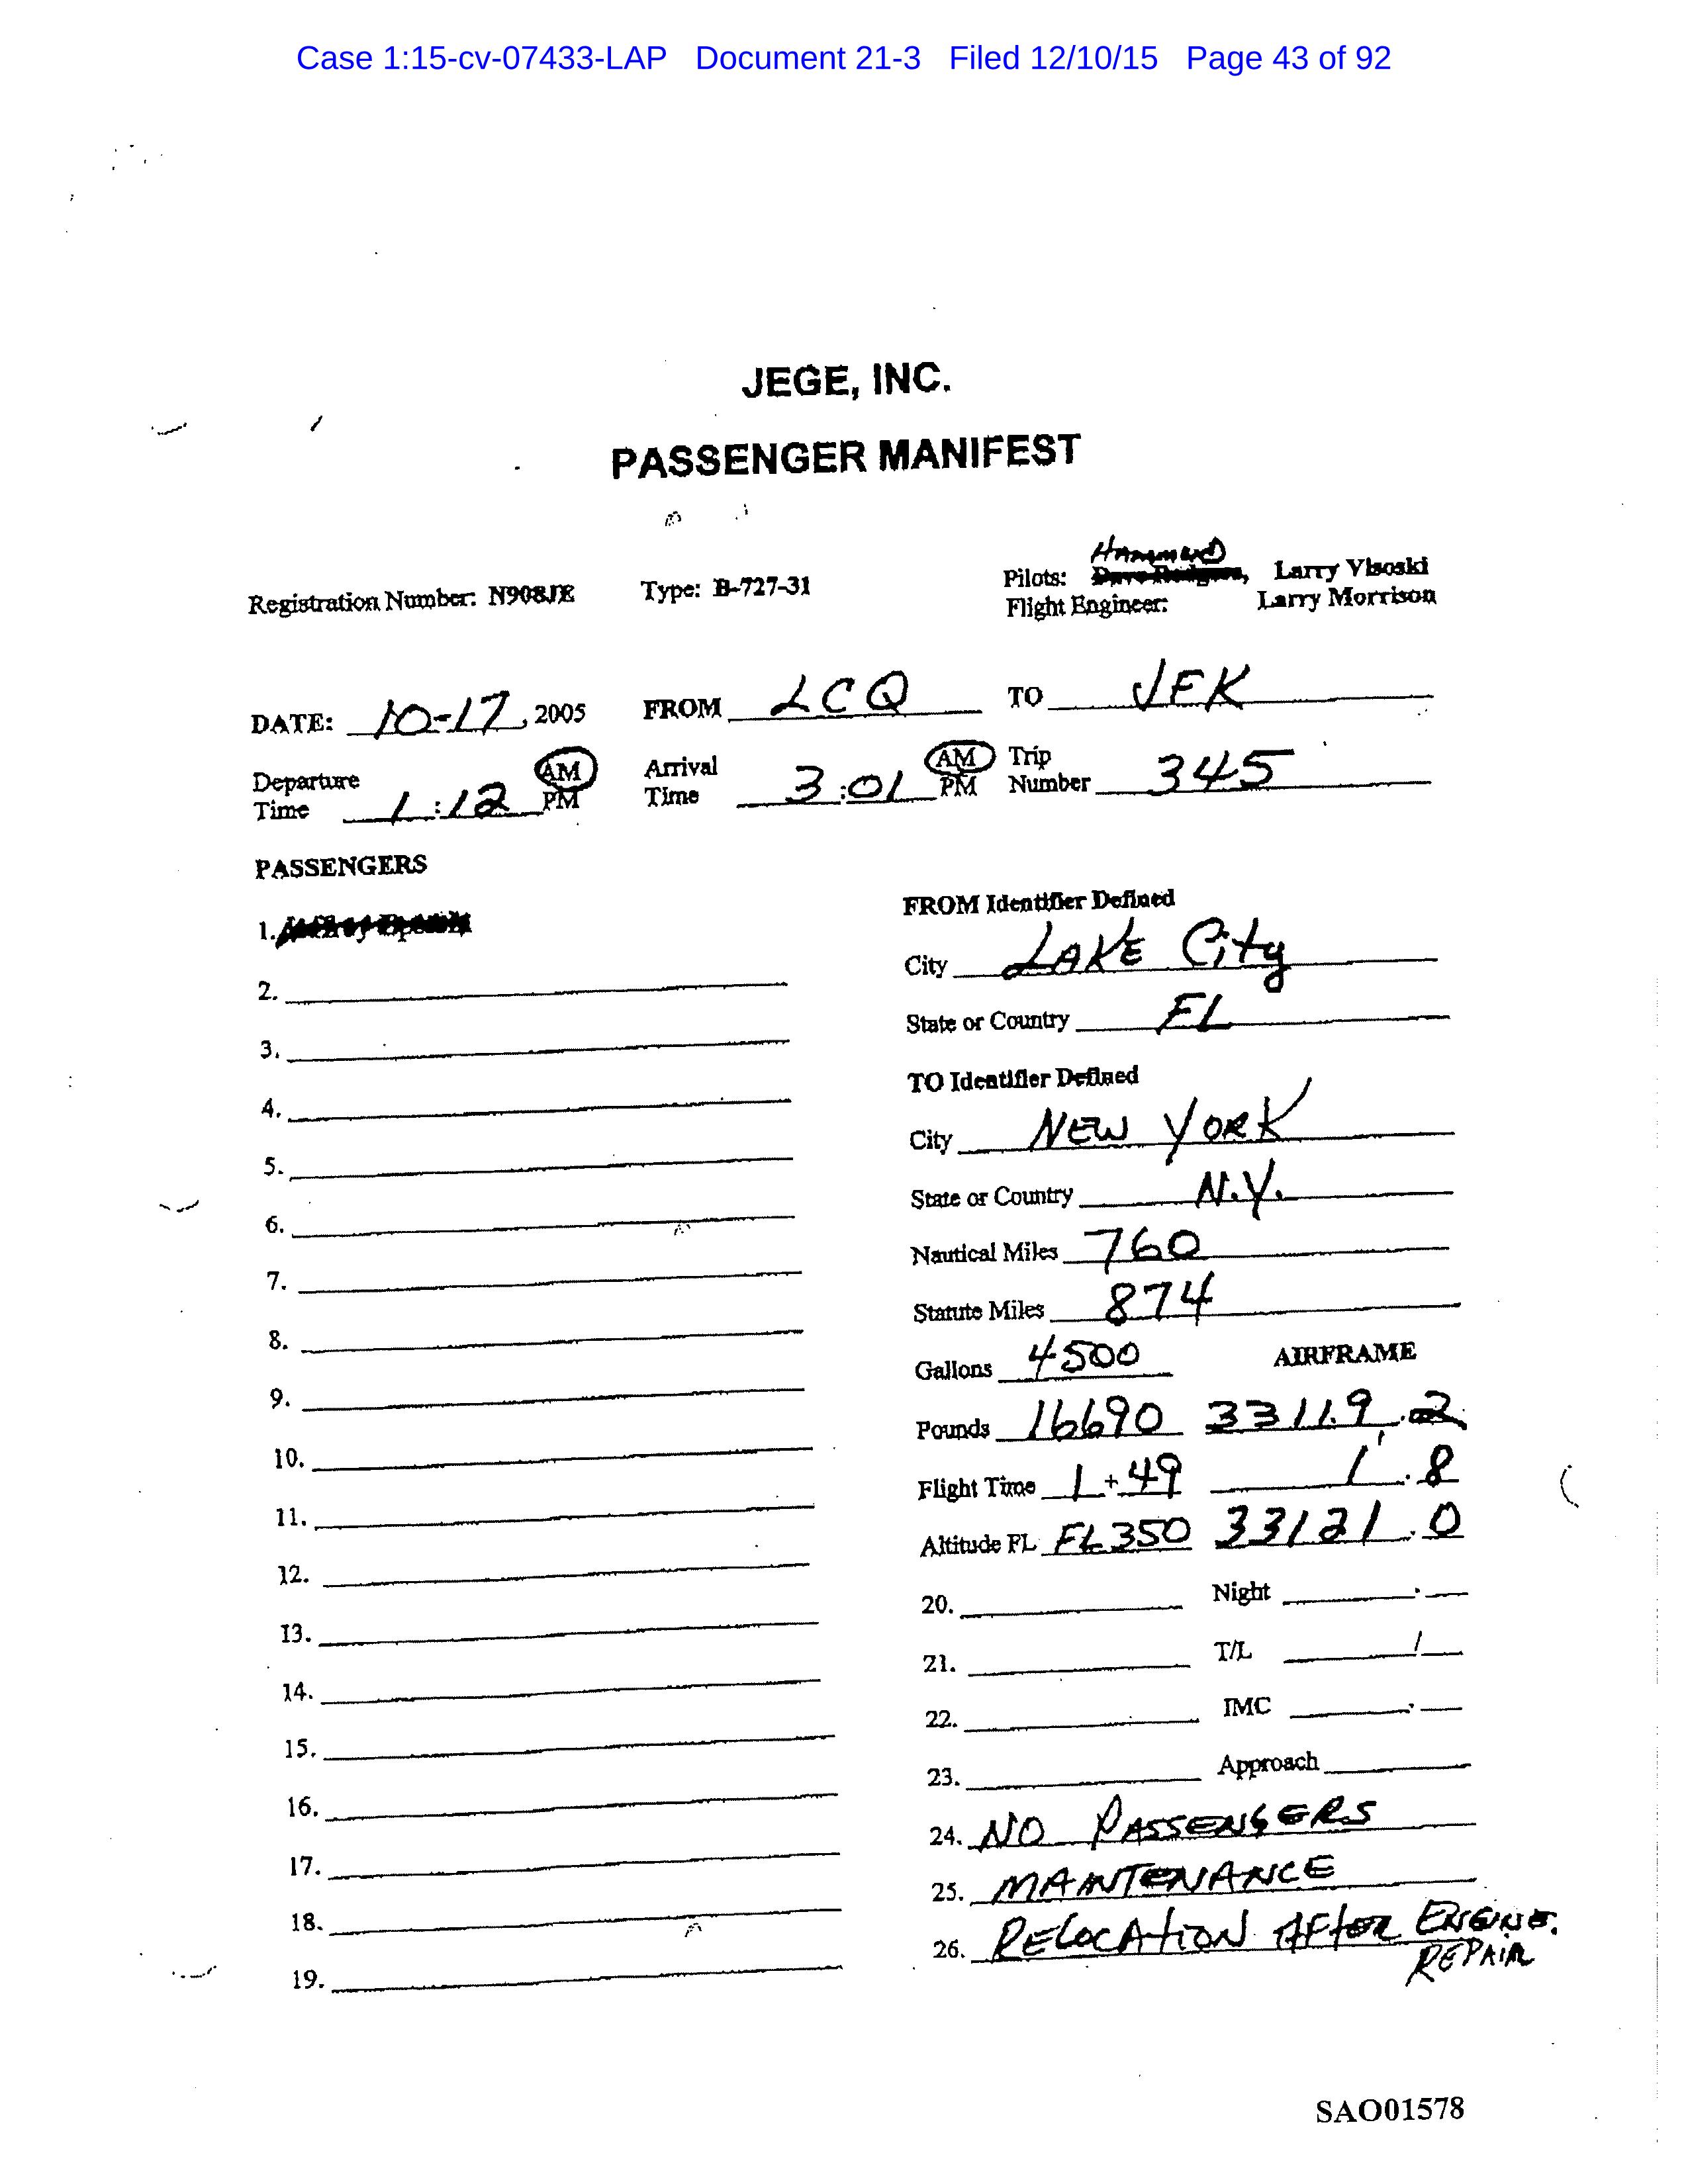 Case 1:15-cv-07433-LAP Document 21-3 Filed 12/10/15 Page 43 of 92
JEGE, INC.
PASSENGER MANIFEST
HAMMOND
Registration Number: N908JE Type: B-727-31 Pilots: Dave Rodgers, Larry Visoski
Flight Engineer: Larry Morrison
DATE: 10-17, 2005 FROM LCQ TO JFK
Departure Time 1:12 AM PM Arrival Time 3:01 AM PM Trip Number 345
PASSENGERS
1. Jeffrey Epstein
2.
3.
4.
5.
6.
7.
8.
9.
10.
11.
12.
13.
14.
15.
16.
17.
18.
19.
FROM Identifier Defined
City LAKE City
State or Country FL
TO Identifier Defined
City NEW YORK
State or Country N.Y.
Nautical Miles 760
Statute Miles 874
Gallons 4500 AIRFRAME
Pounds 16690 33119.2
Flight Time 1+49 1.8
Altitude FL FL350 33121.0
20. Night .
21. T/L /
22. IMC .
23. Approach
24. NO PASSENGERS
25. MAINTENANCE
26. RELOCATION AFTER ENGINE
REPAIR
SAO01578